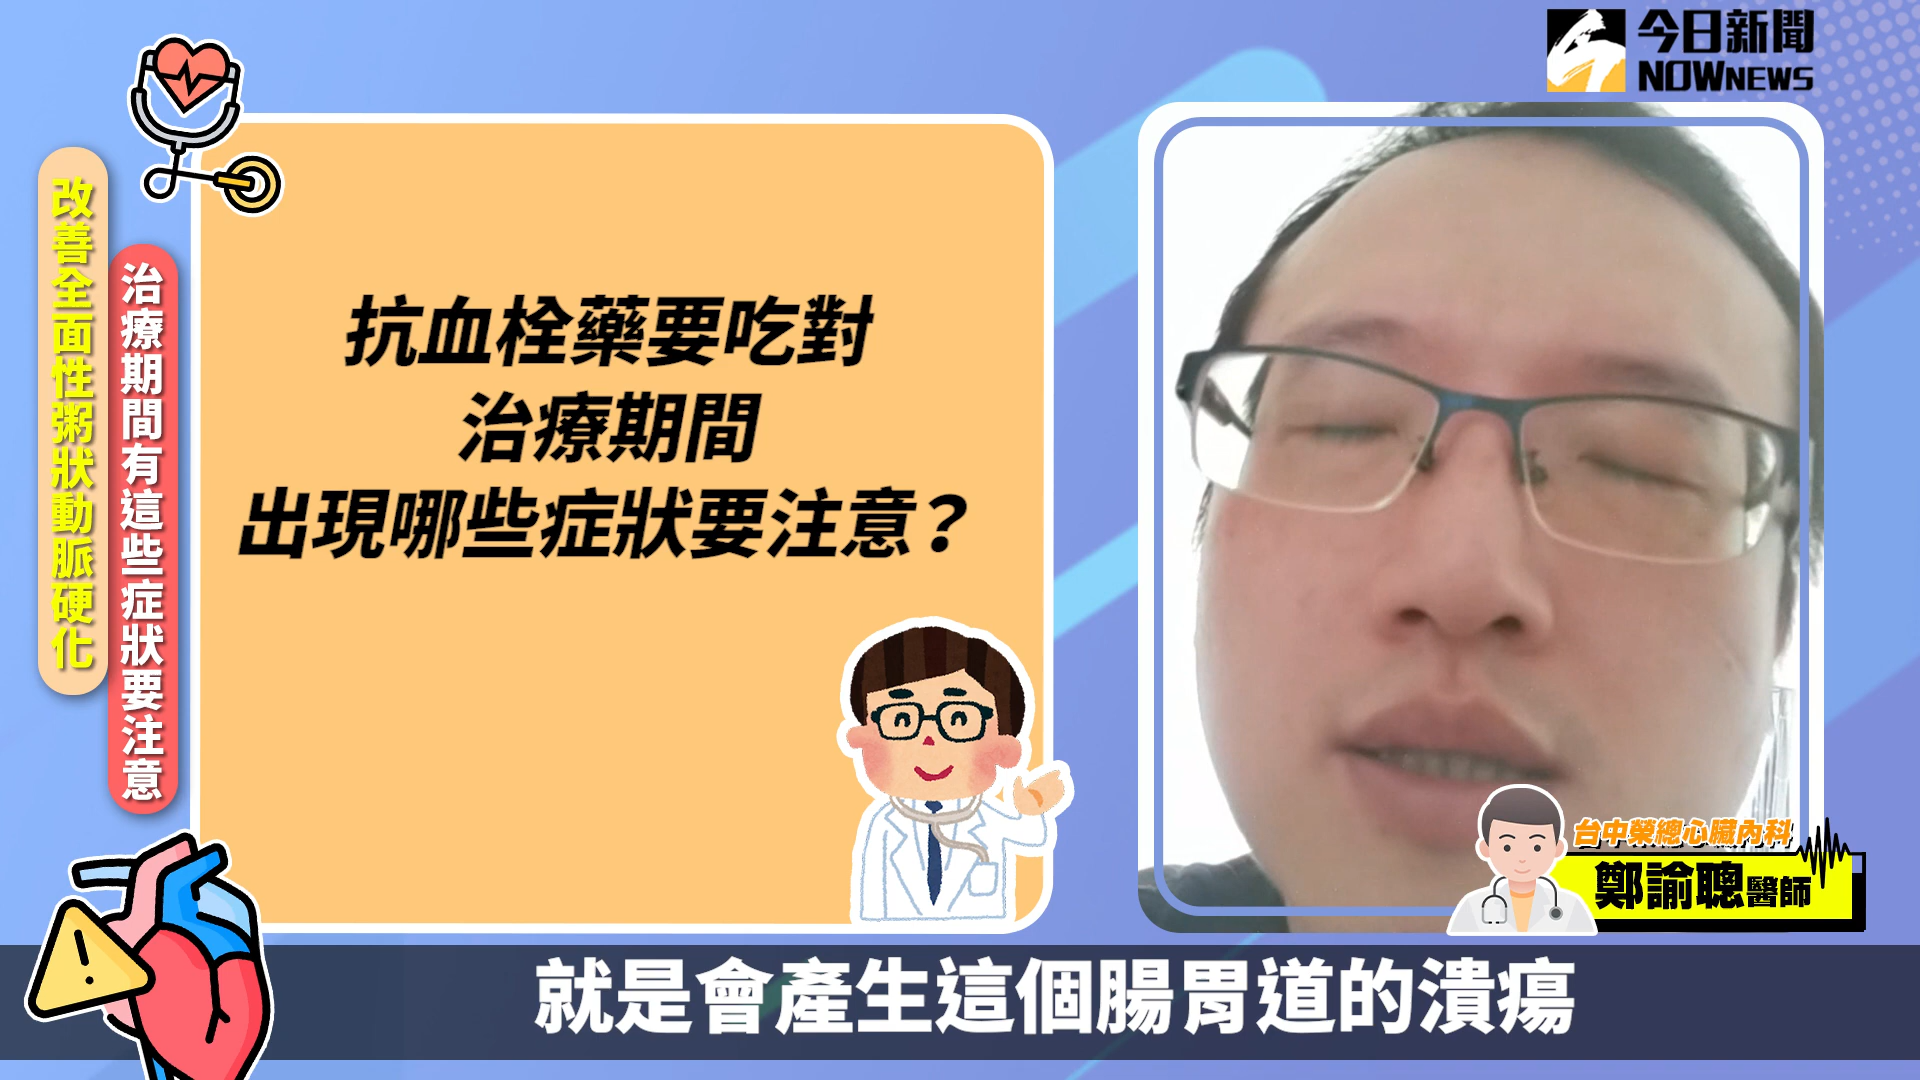 今日新聞
NOWNEWS
改善全面性粥狀動脈硬化
治療期間有這些症狀要注意
抗血栓藥要吃對
治療期間
出現哪些症狀要注意？
台中榮總心臟內科
鄭諭聰醫師
就是會產生這個腸胃道的潰瘍